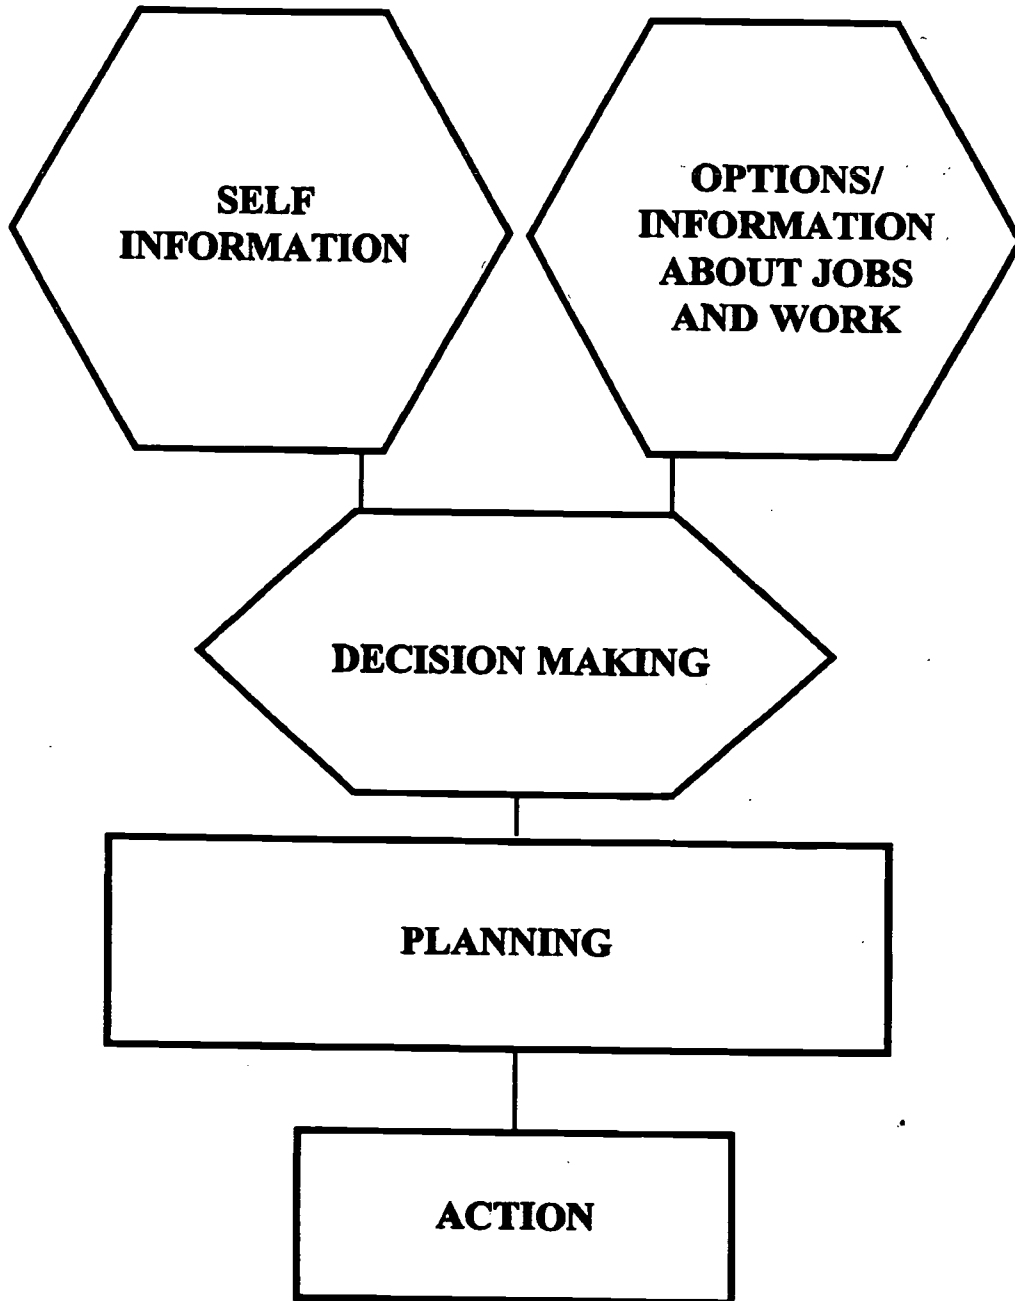 SELF
INFORMATION
OPTIONS/
INFORMATION
ABOUT JOBS
AND WORK
DECISION MAKING
PLANNING
ACTION